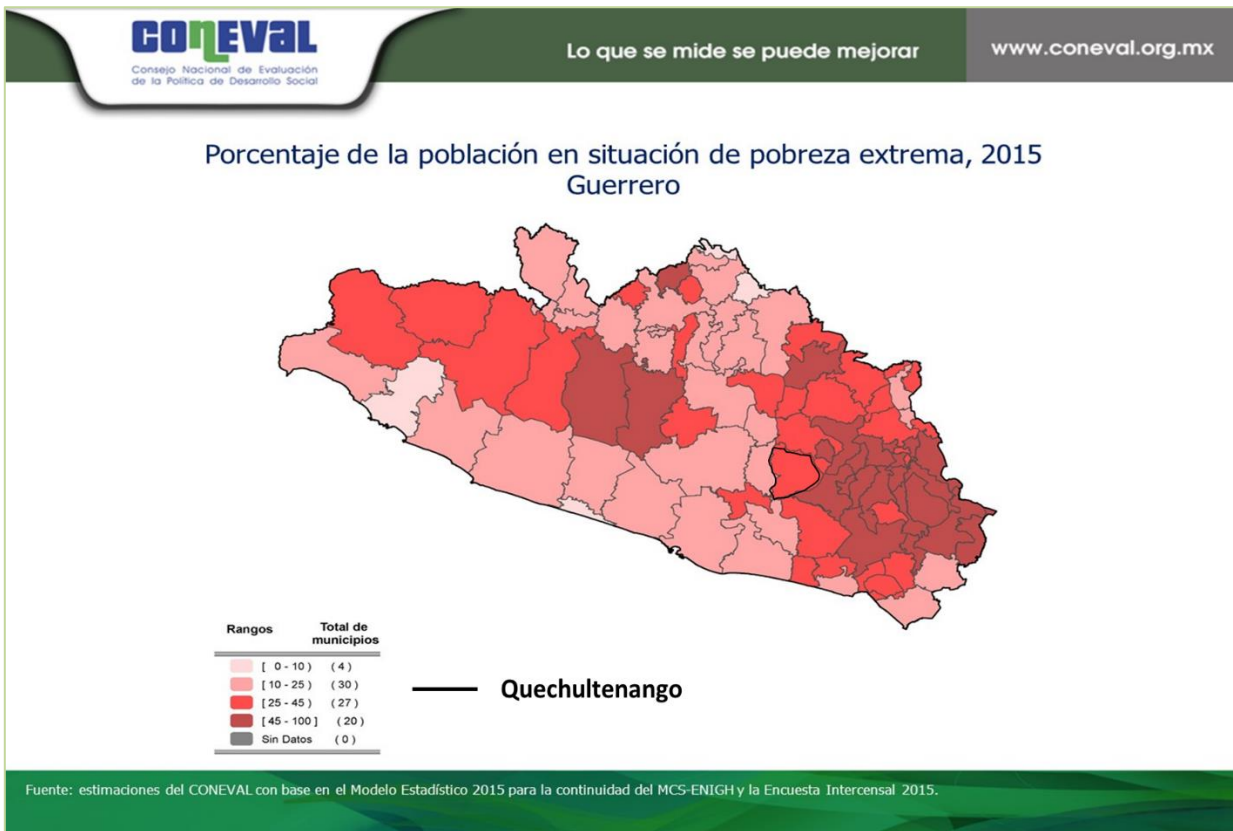 CONEVAL
Consejo Nacional de Evaluación
de la Política de Desarrollo Social
Lo que se mide se puede mejorar
www.coneval.org.mx
Porcentaje de la población en situación de pobreza extrema, 2015
Guerrero
Rangos Total de municipios
[ 0 - 10 ) ( 4 )
[ 10 - 25 ) ( 30 )
[ 25 - 45 ) ( 27 )
[ 45 - 100 ] ( 20 )
Sin Datos ( 0 )
Quechultenango
Fuente: estimaciones del CONEVAL con base en el Modelo Estadístico 2015 para la continuidad del MCS-ENIGH y la Encuesta Intercensal 2015.